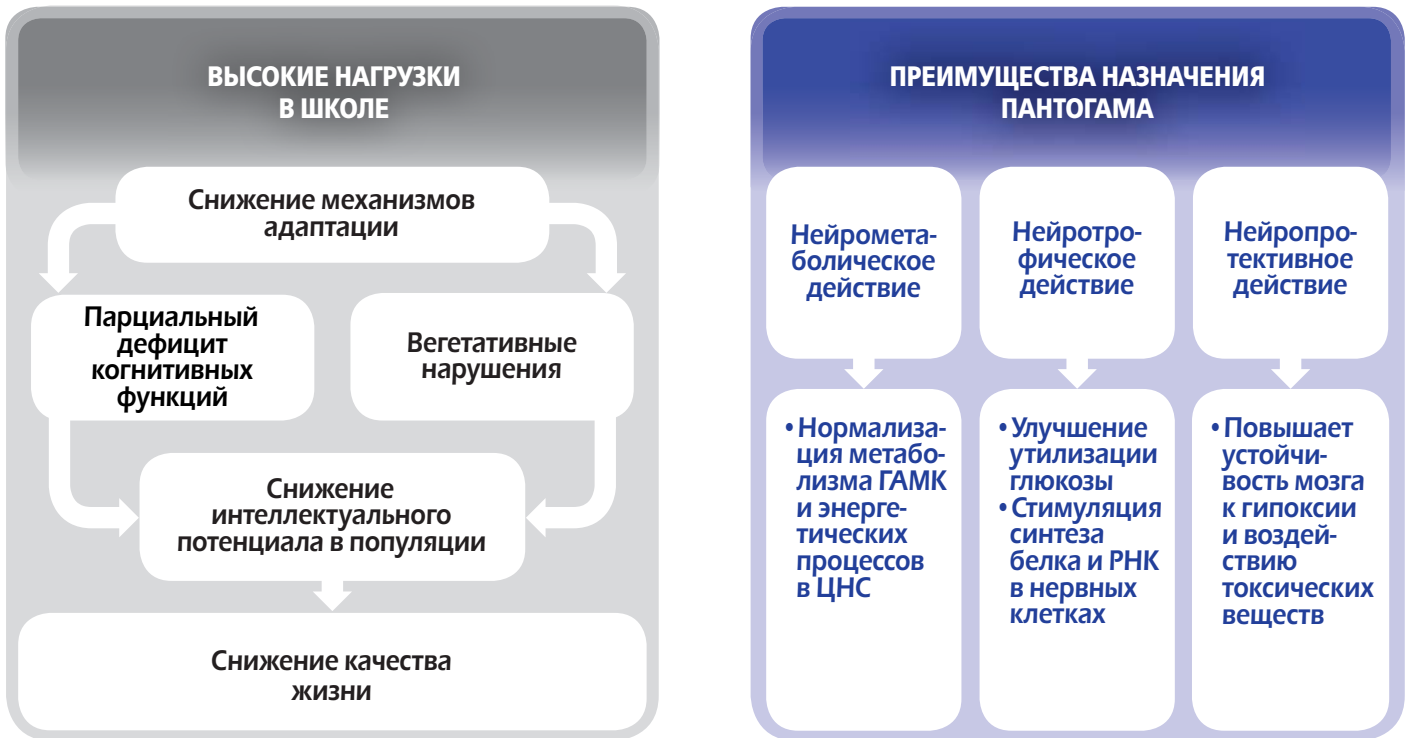 ВЫСОКИЕ НАГРУЗКИ
В ШКОЛЕ
Снижение механизмов
адаптации
Парциальный
дефицит
когнитивных
функций
Вегетативные
нарушения
Снижение
интеллектуального
потенциала в популяции
Снижение качества
жизни
ПРЕИМУЩЕСТВА НАЗНАЧЕНИЯ
ПАНТОГАМА
Нейромета-
болическое
действие
Нейротро-
фическое
действие
Нейропро-
тективное
действие
• Нормализа-
ция метабо-
лизма ГАМК
и энерге-
тических
процессов
в ЦНС
• Улучшение
утилизации
глюкозы
• Стимуляция
синтеза
белка и РНК
в нервных
клетках
• Повышает
устойчи-
вость мозга
к гипоксии
и воздей-
ствию
токсических
веществ